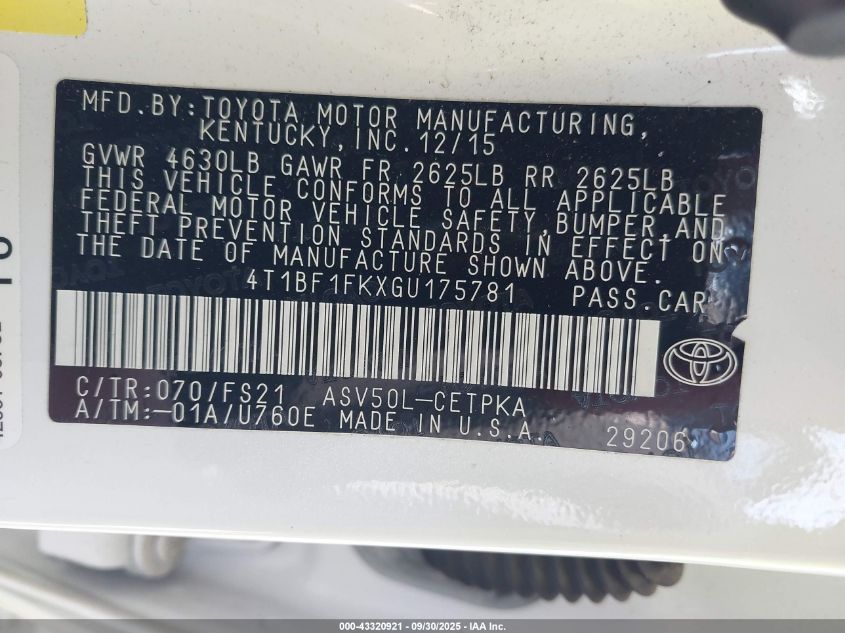 MFD.BY:TOYOTA MOTOR MANUFACTURING,
KENTUCKY, INC. 12/15
GVWR 4630LB GAWR FR 2625LB RR 2625LB
THIS VEHICLE CONFORMS TO ALL APPLICABLE
FEDERAL MOTOR VEHICLE SAFETY, BUMPER, AND
THEFT PREVENTION STANDARDS IN EFFECT ON
THE DATE OF MANUFACTURE SHOWN ABOVE.
4T1BF1FKXGU175781 PASS.CAR
C/TR:070/FS21 ASV50L-CETPKA
A/TM:-01A/U760E MADE IN U.S.A. 29206
000-43320921 - 09/30/2025 - IAA Inc.